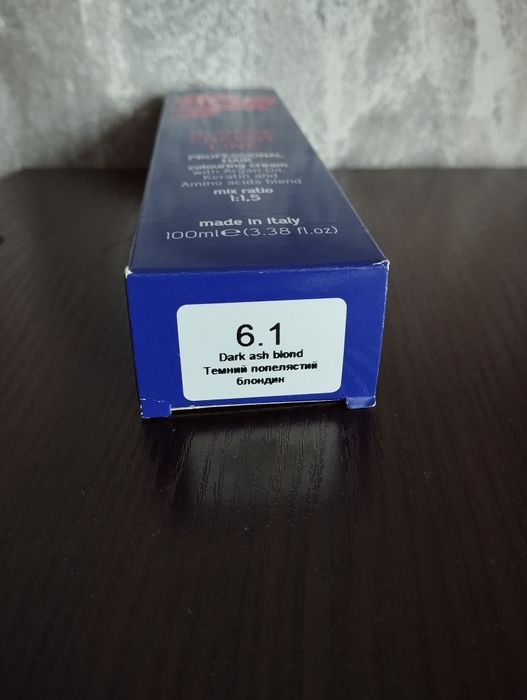 LINE
PROFESSIONAL
HAIR
colouring cream
with Argan Oil,
Keratin and
Amino acids blend
mix ratio
1:1,5
made in Italy
100ml℮(3.38 fl.oz)
6.1
Dark ash blond
Темний попелястий
блондин